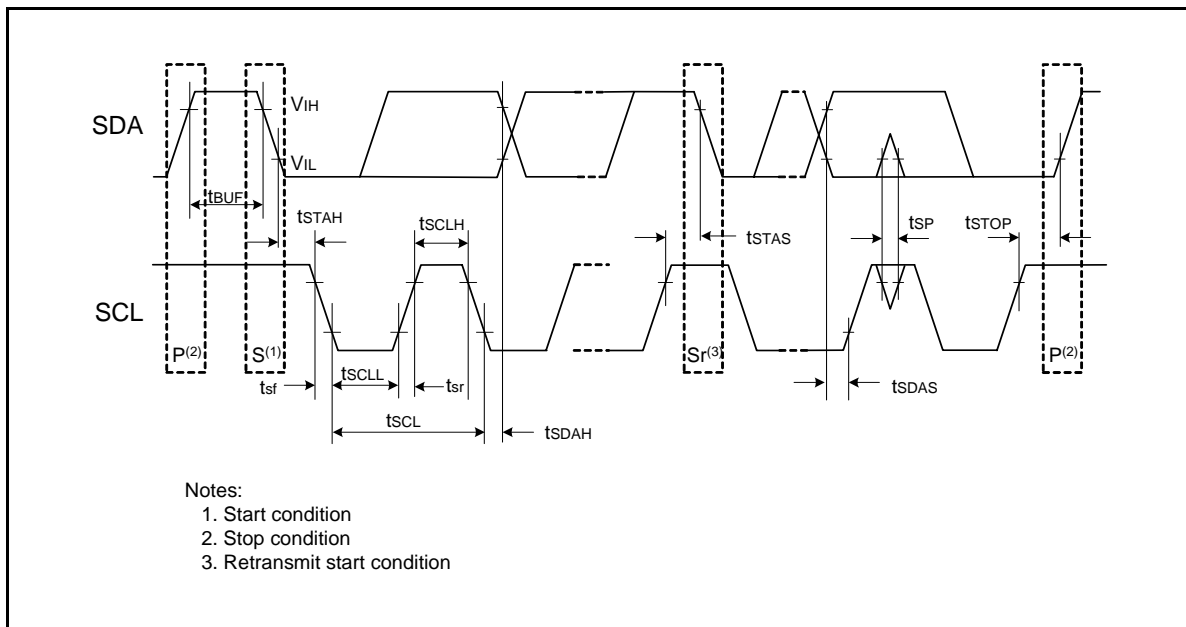 SDA
VIH
VIL
tBUF
tSTAH
tSCLH
tSTAS
tSP
tSTOP
SCL
P(2)
S(1)
Sr(3)
P(2)
tsf
tSCLL
tsr
tSDAS
tSCL
tSDAH
Notes:
1. Start condition
2. Stop condition
3. Retransmit start condition